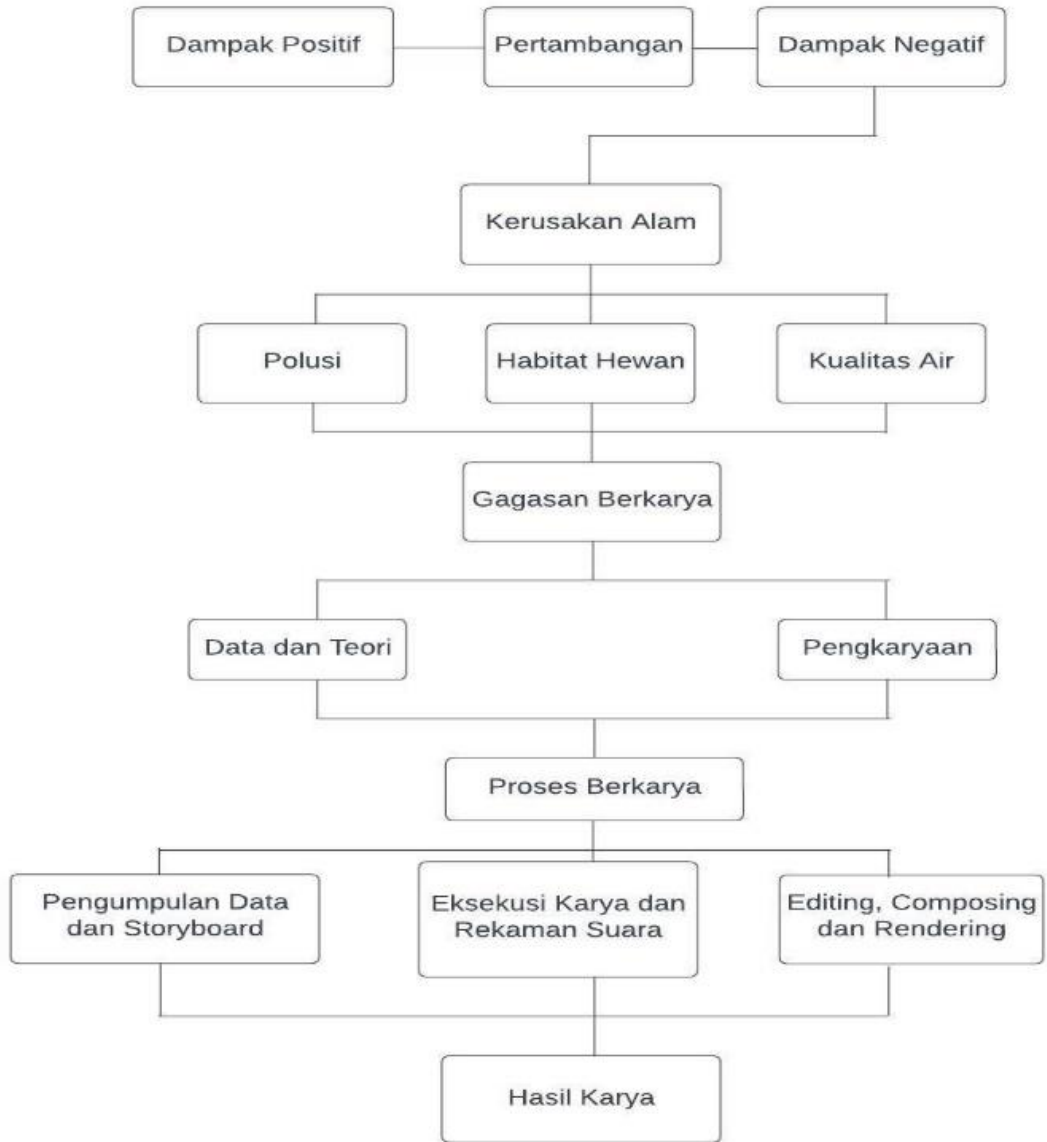 Dampak Positif
Pertambangan
Dampak Negatif
Kerusakan Alam
Polusi
Habitat Hewan
Kualitas Air
Gagasan Berkarya
Data dan Teori
Pengkaryaan
Proses Berkarya
Pengumpulan Data
dan Storyboard
Eksekusi Karya dan
Rekaman Suara
Editing, Composing
dan Rendering
Hasil Karya